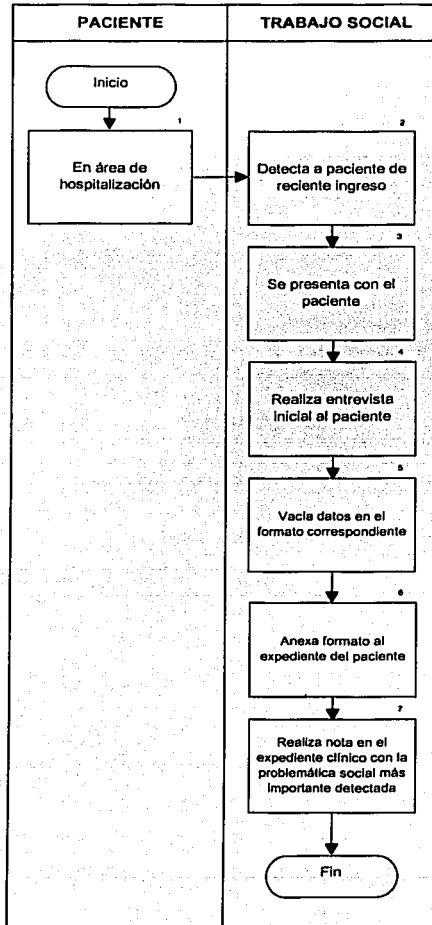 PACIENTE
TRABAJO SOCIAL
Inicio
1
En área de
hospitalización
2
Detecta a paciente de
reciente ingreso
3
Se presenta con el
paciente
4
Realiza entrevista
inicial al paciente
5
Vacía datos en el
formato correspondiente
6
Anexa formato al
expediente del paciente
7
Realiza nota en el
expediente clínico con la
problemática social más
importante detectada
Fin